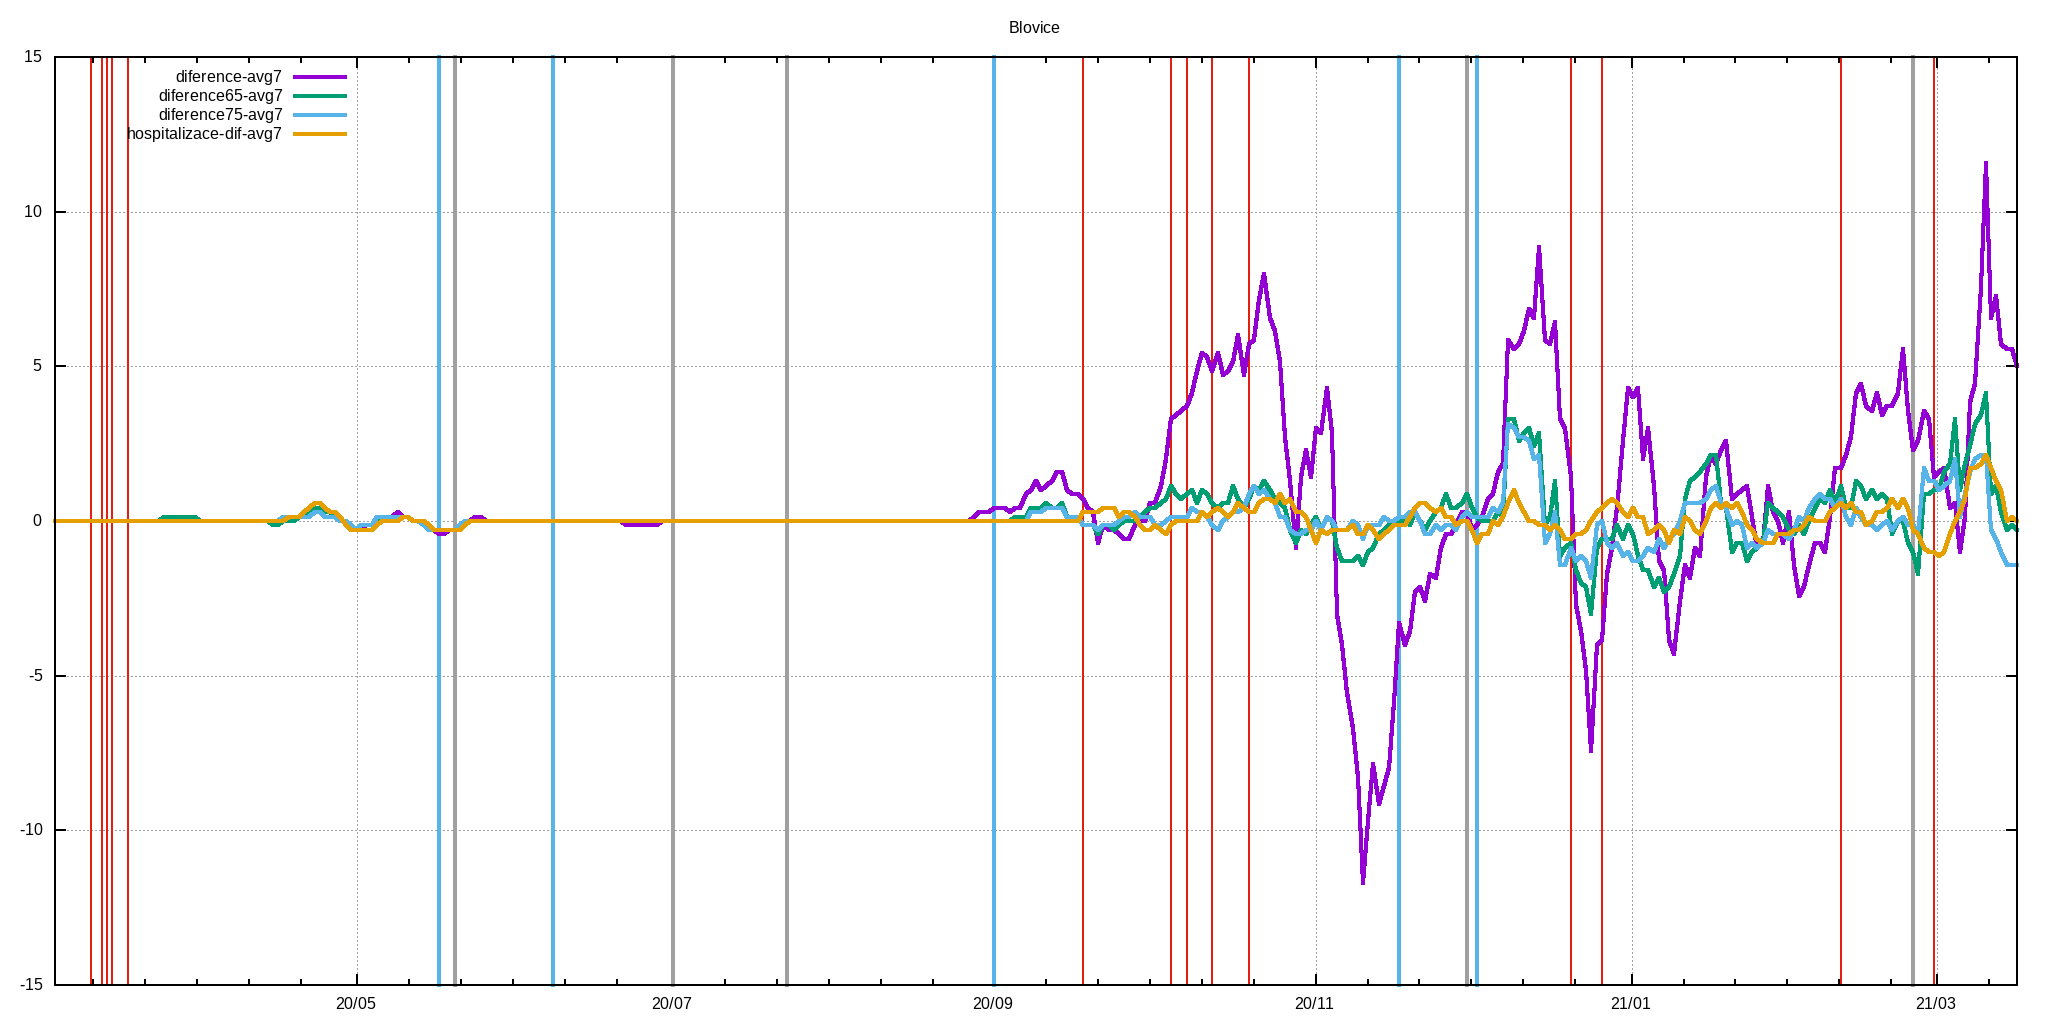 Blovice
15
diference-avg7
diference65-avg7
diference75-avg7
hospitalizace-dif-avg7
10
5
0
-5
-10
-15
20/05 20/07 20/09 20/11 21/01 21/03